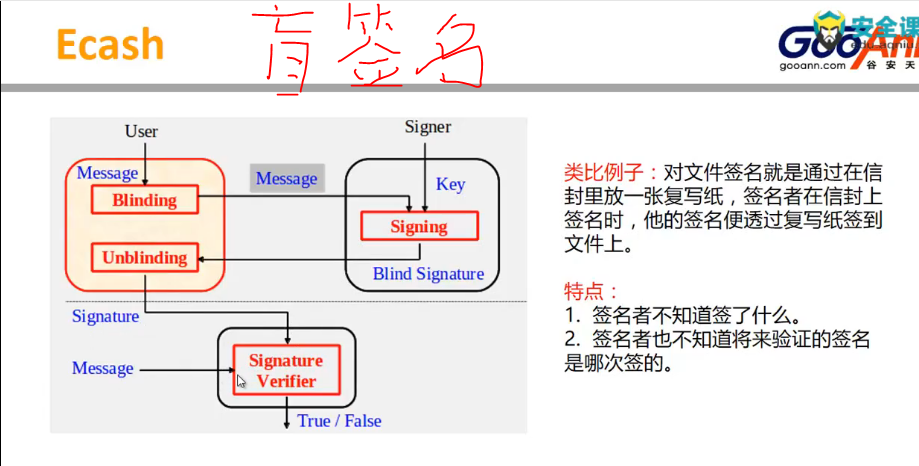 Ecash
盲签名
安全课
edu.aqniu.
GooAnn
gooann.com 谷安天
User
Signer
Message
Message
Key
Blinding
Signing
Unblinding
Blind Signature
Signature
Message
Signature
Verifier
True / False
类比例子：对文件签名就是通过在信
封里放一张复写纸，签名者在信封上
签名时，他的签名便透过复写纸签到
文件上。
特点：
1. 签名者不知道签了什么。
2. 签名者也不知道将来验证的签名
是哪次签的。